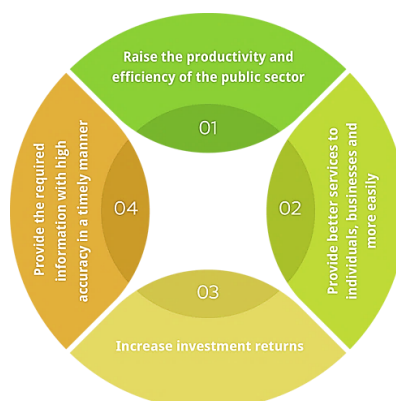 Raise the productivity and
efficiency of the public sector
01
Provide better services to
individuals, businesses and
more easily
02
03
Increase investment returns
04
Provide the required
information with high
accuracy in a timely manner